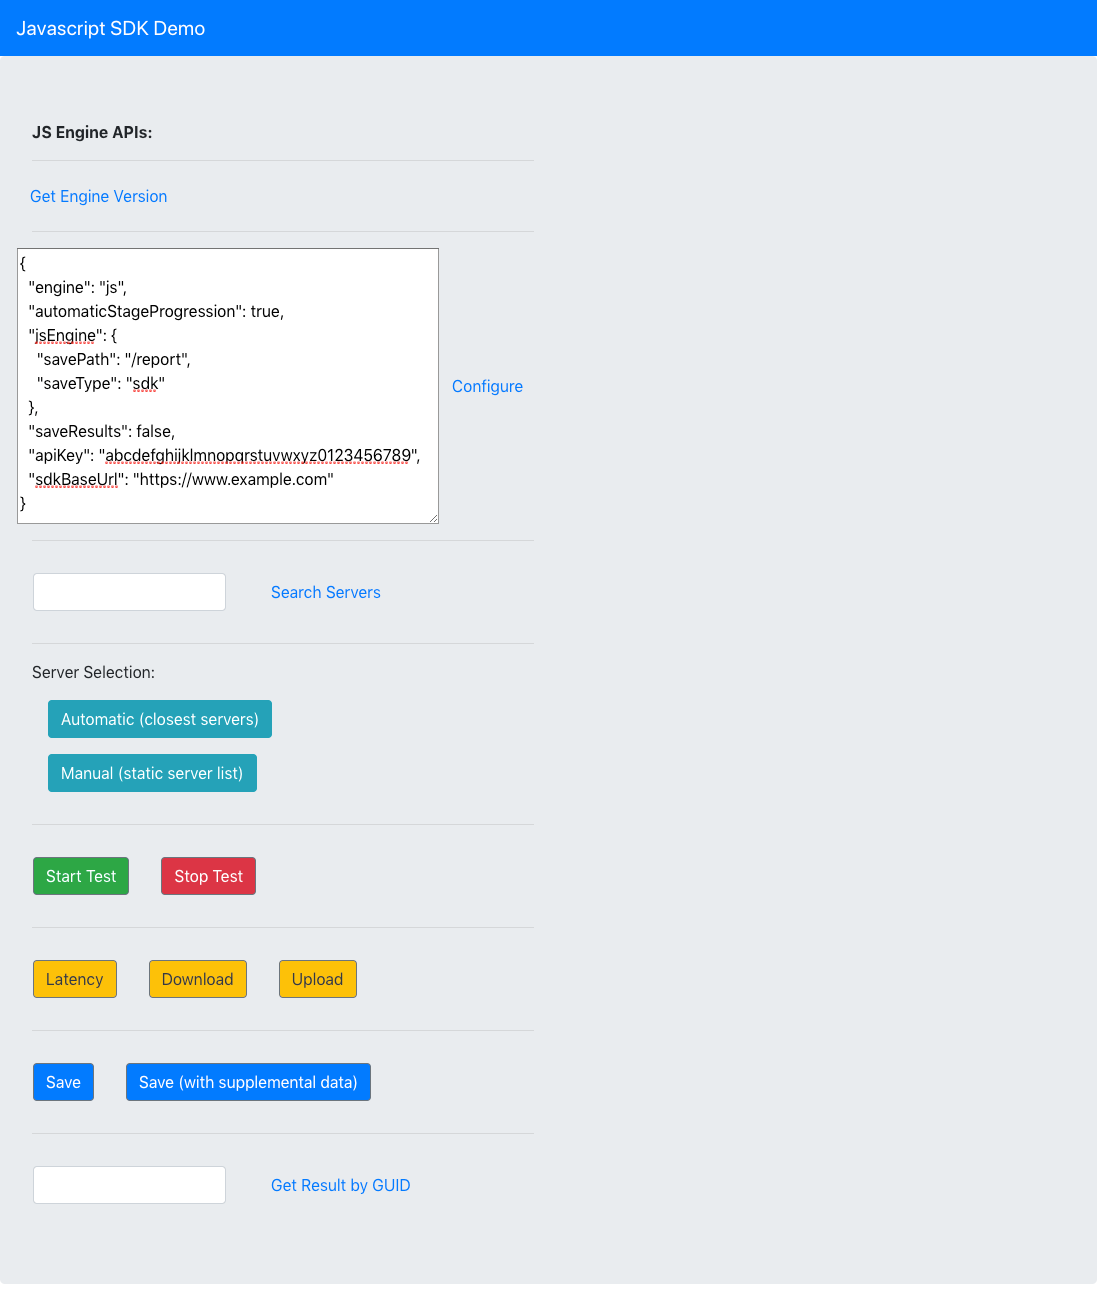 Javascript SDK Demo
JS Engine APIs:
Get Engine Version
{
"engine": "js",
"automaticStageProgression": true,
"jsEngine": {
"savePath": "/report",
"saveType": "sdk"
},
"saveResults": false,
"apiKey": "abcdefghijklmnopqrstuvwxyz0123456789",
"sdkBaseUrl": "https://www.example.com"
}
Configure
Search Servers
Server Selection:
Automatic (closest servers)
Manual (static server list)
Start Test Stop Test
Latency Download Upload
Save Save (with supplemental data)
Get Result by GUID